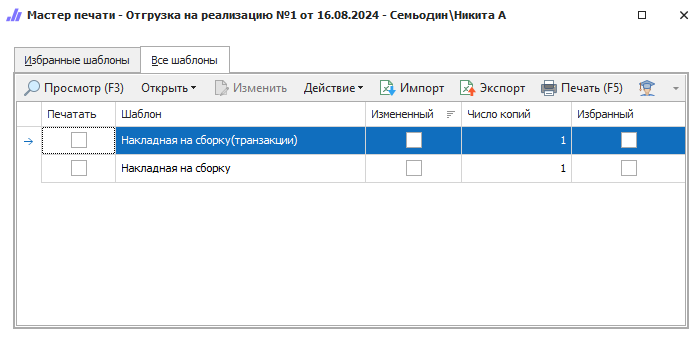 Мастер печати - Отгрузка на реализацию №1 от 16.08.2024 - Семьодин\Никита А
Избранные шаблоны Все шаблоны
Просмотр (F3) Открыть Изменить Действие Импорт Экспорт Печать (F5)
Печатать Шаблон Измененный Число копий Избранный
Накладная на сборку(транзакции) 1
Накладная на сборку 1